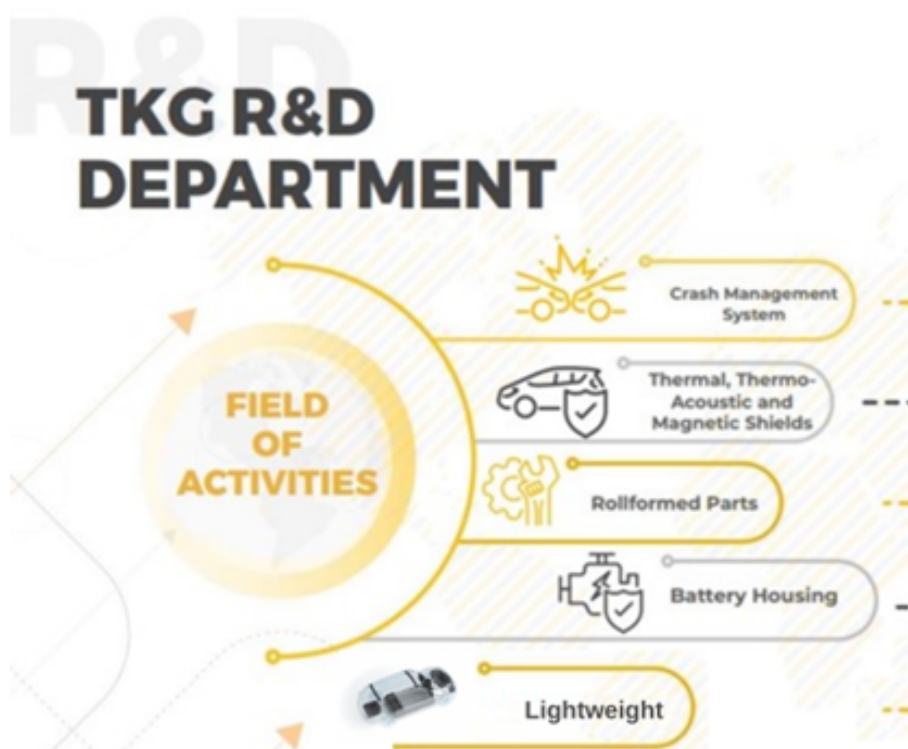 R&D
TKG R&D
DEPARTMENT
FIELD
OF
ACTIVITIES
Crash Management
System
Thermal, Thermo-
Acoustic and
Magnetic Shields
Rollformed Parts
Battery Housing
Lightweight